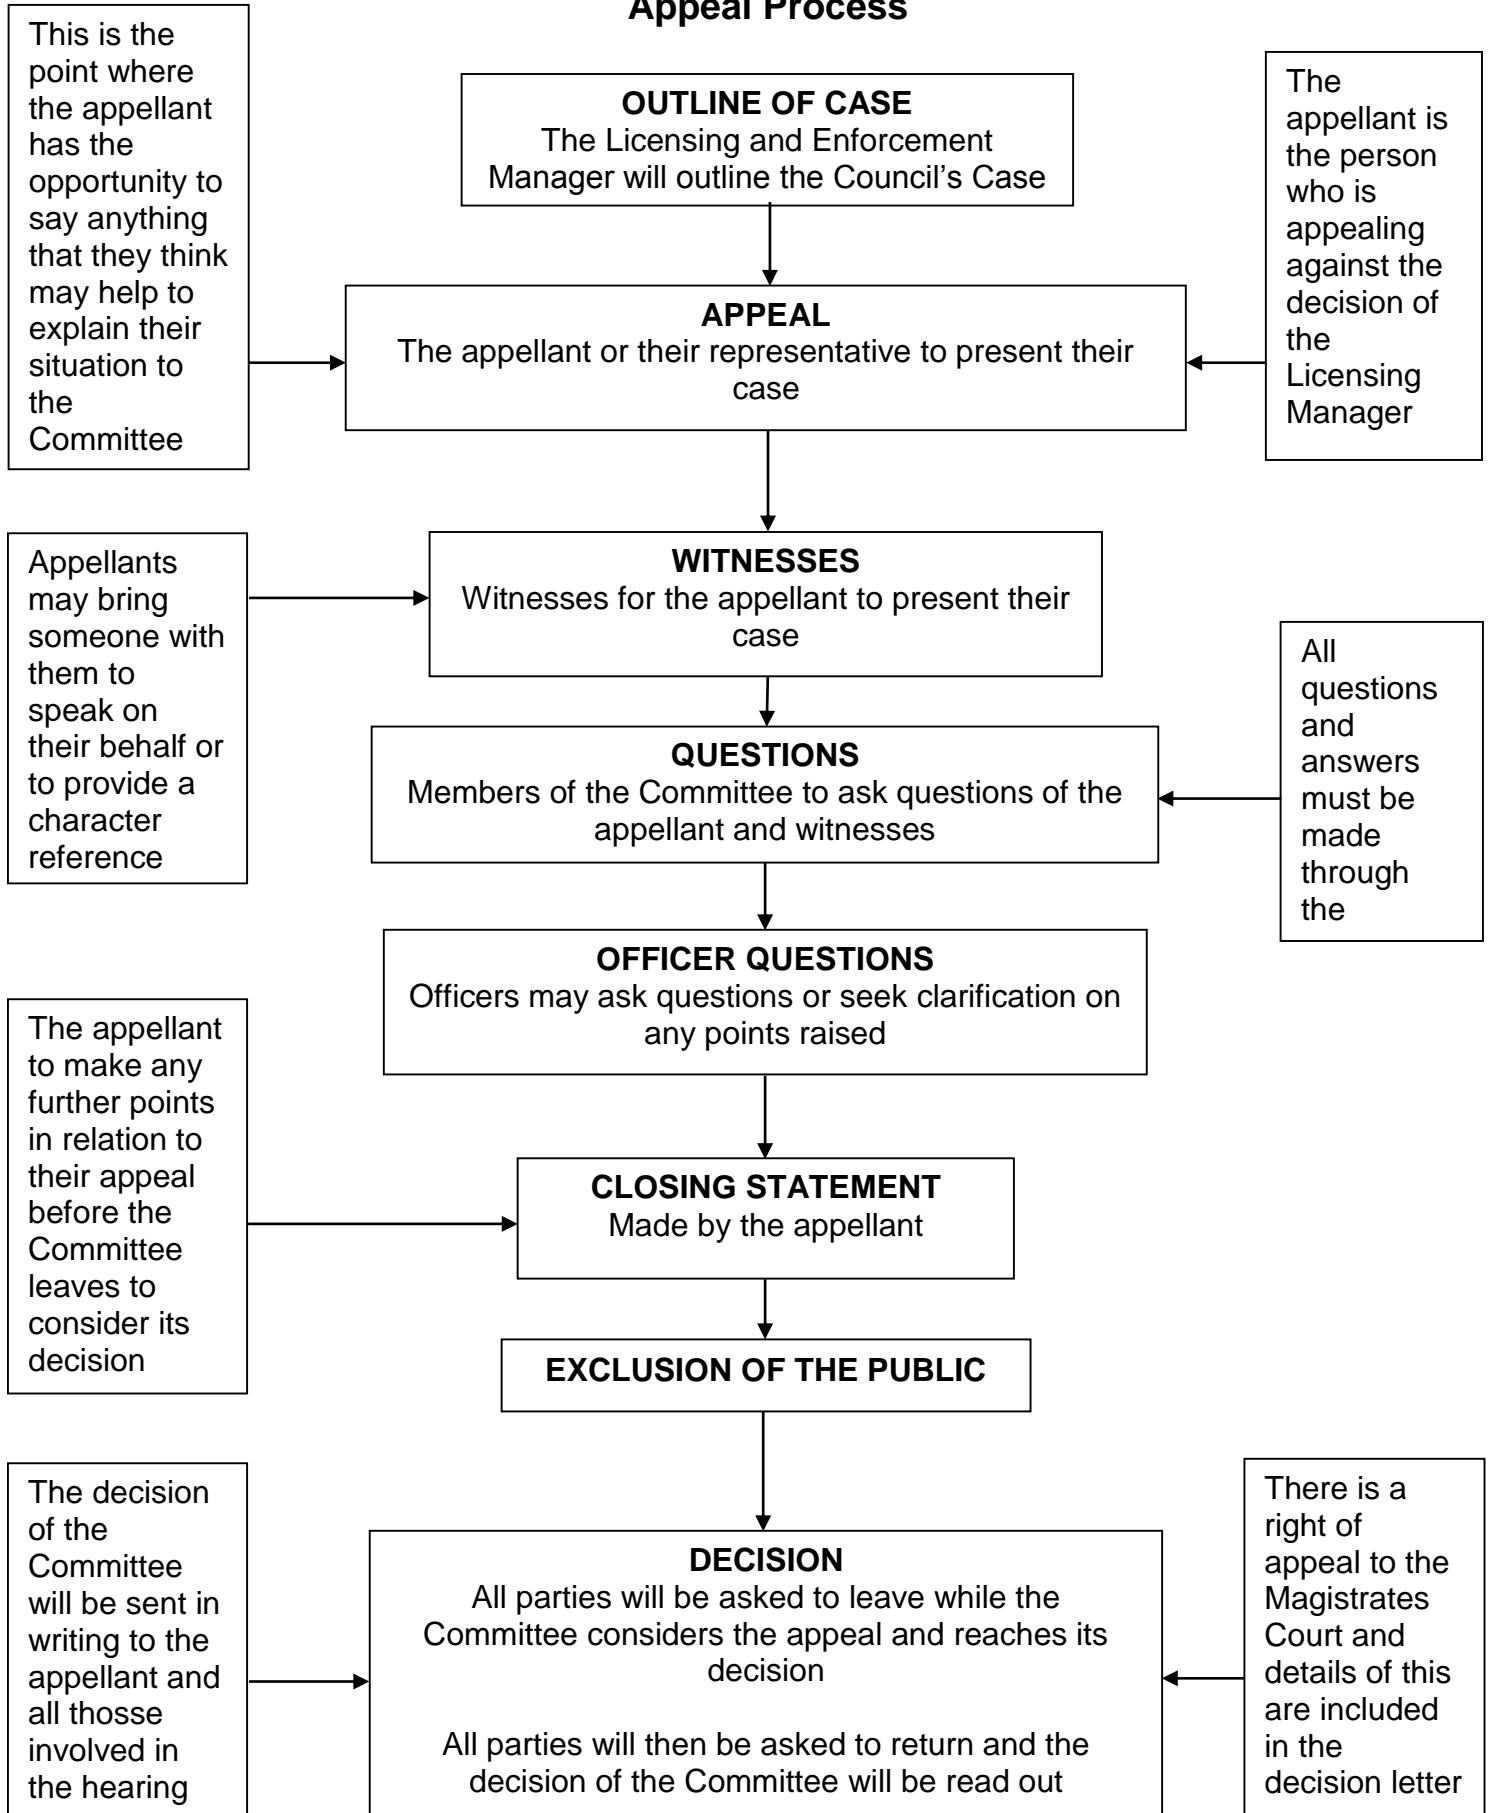 Appeal Process
This is the
point where
the appellant
has the
opportunity to
say anything
that they think
may help to
explain their
situation to
the
Committee
OUTLINE OF CASE
The Licensing and Enforcement
Manager will outline the Council's Case
The
appellant is
the person
who is
appealing
against the
decision of
the
Licensing
Manager
APPEAL
The appellant or their representative to present their
case
Appellants
may bring
someone with
them to
speak on
their behalf or
to provide a
character
reference
WITNESSES
Witnesses for the appellant to present their
case
All
questions
and
answers
must be
made
through
the
QUESTIONS
Members of the Committee to ask questions of the
appellant and witnesses
OFFICER QUESTIONS
Officers may ask questions or seek clarification on
any points raised
The appellant
to make any
further points
in relation to
their appeal
before the
Committee
leaves to
consider its
decision
CLOSING STATEMENT
Made by the appellant
EXCLUSION OF THE PUBLIC
The decision
of the
Committee
will be sent in
writing to the
appellant and
all thosse
involved in
the hearing
DECISION
All parties will be asked to leave while the
Committee considers the appeal and reaches its
decision
All parties will then be asked to return and the
decision of the Committee will be read out
There is a
right of
appeal to the
Magistrates
Court and
details of this
are included
in the
decision letter